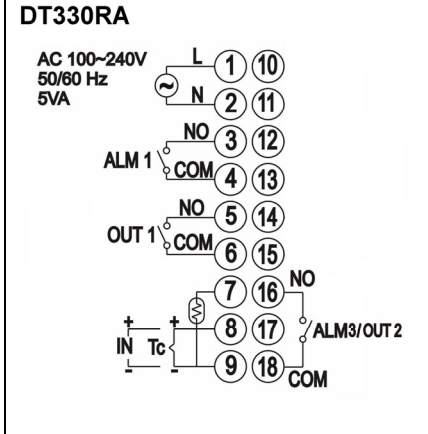 DT330RA
AC 100~240V
50/60 Hz
5VA
L 1 10
N 2 11
NO 3 12
ALM 1
COM 4 13
NO 5 14
OUT 1
COM 6 15
7 16 NO
+ + 8 17 ALM3/OUT 2
IN Tc
- - 9 18 COM